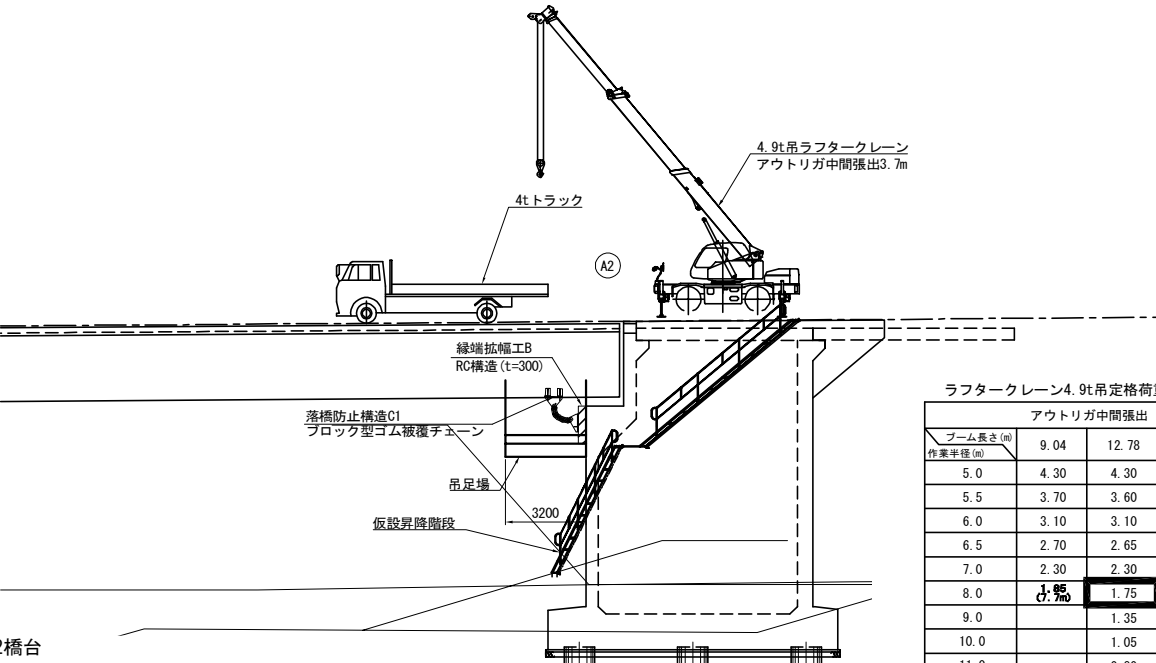 4.9t吊ラフタークレーン
アウトリガ中間張出3.7m
4tトラック
A2
縁端拡幅工B
RC構造(t=300)
落橋防止構造C1
ブロック型ゴム被覆チェーン
吊足場
3200
仮設昇降階段
橋台
ラフタークレーン4.9t吊定格荷
アウトリガ中間張出
ブーム長さ(m) 9.04 12.78
作業半径(m)
5.0 4.30 4.30
5.5 3.70 3.60
6.0 3.10 3.10
6.5 2.70 2.65
7.0 2.30 2.30
8.0 1.85 (7.7m) 1.75
9.0 1.35
10.0 1.05